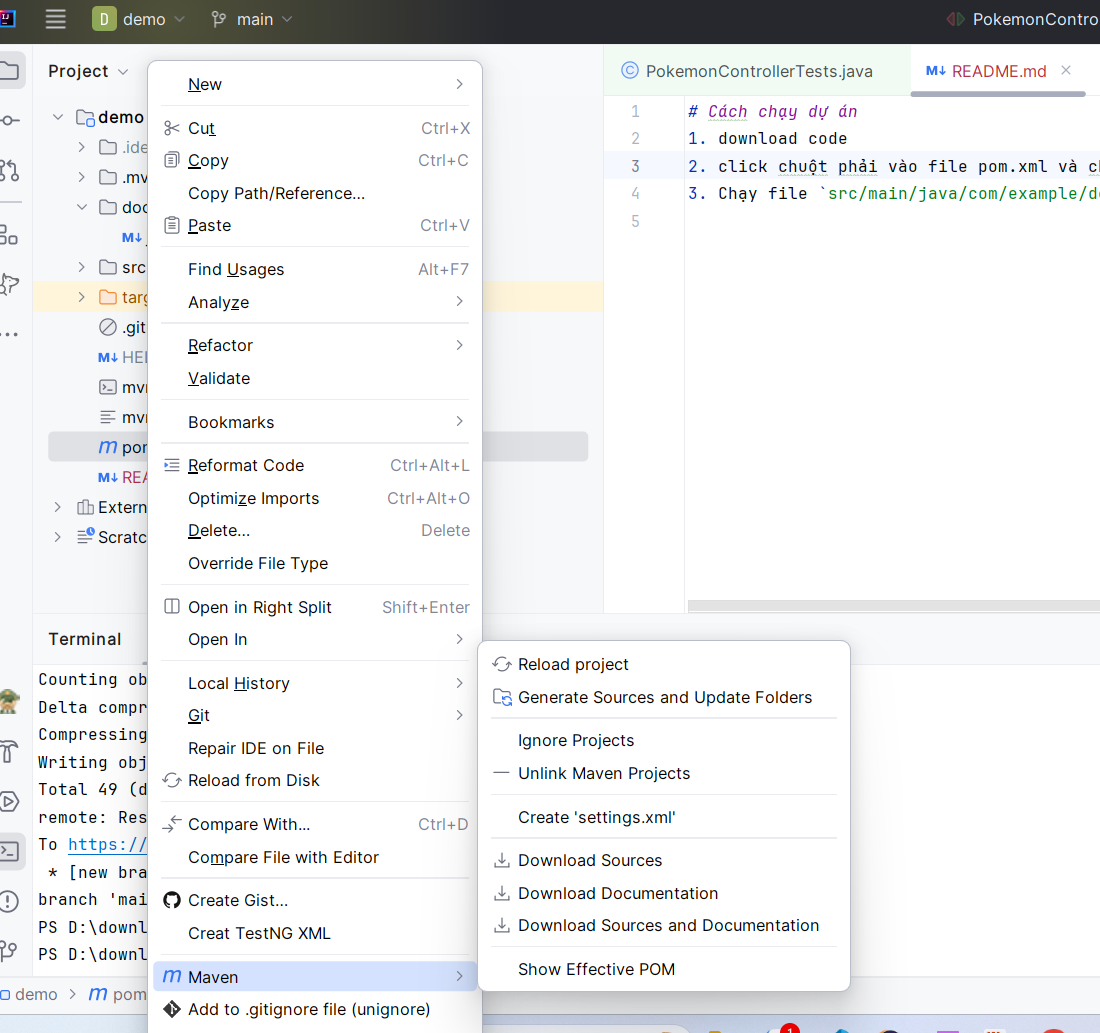 D demo main PokemonContro
Project
demo
.ide
.mv
doc
M↓
src
targ
.git
M↓ HEL
mv
mv
m por
M↓ REA
Extern
Scratc
New
Cut Ctrl+X
Copy Ctrl+C
Copy Path/Reference...
Paste Ctrl+V
Find Usages Alt+F7
Analyze
Refactor
Validate
Bookmarks
Reformat Code Ctrl+Alt+L
Optimize Imports Ctrl+Alt+O
Delete... Delete
Override File Type
Open in Right Split Shift+Enter
Open In
Local History
Git
Repair IDE on File
Reload from Disk
Compare With... Ctrl+D
Compare File with Editor
Create Gist...
Creat TestNG XML
m Maven
Add to .gitignore file (unignore)
Reload project
Generate Sources and Update Folders
Ignore Projects
Unlink Maven Projects
Create 'settings.xml'
Download Sources
Download Documentation
Download Sources and Documentation
Show Effective POM
PokemonControllerTests.java M↓ README.md
1 # Cách chạy dự án
2 1. download code
3 2. click chuột phải vào file pom.xml và ch
4 3. Chạy file `src/main/java/com/example/de
5
Terminal
Counting ob
Delta compr
Compressing
Writing obj
Total 49 (d
remote: Res
To https://
* [new bra
branch 'mai
PS D:\downl
PS D:\downl
demo > m pom
1